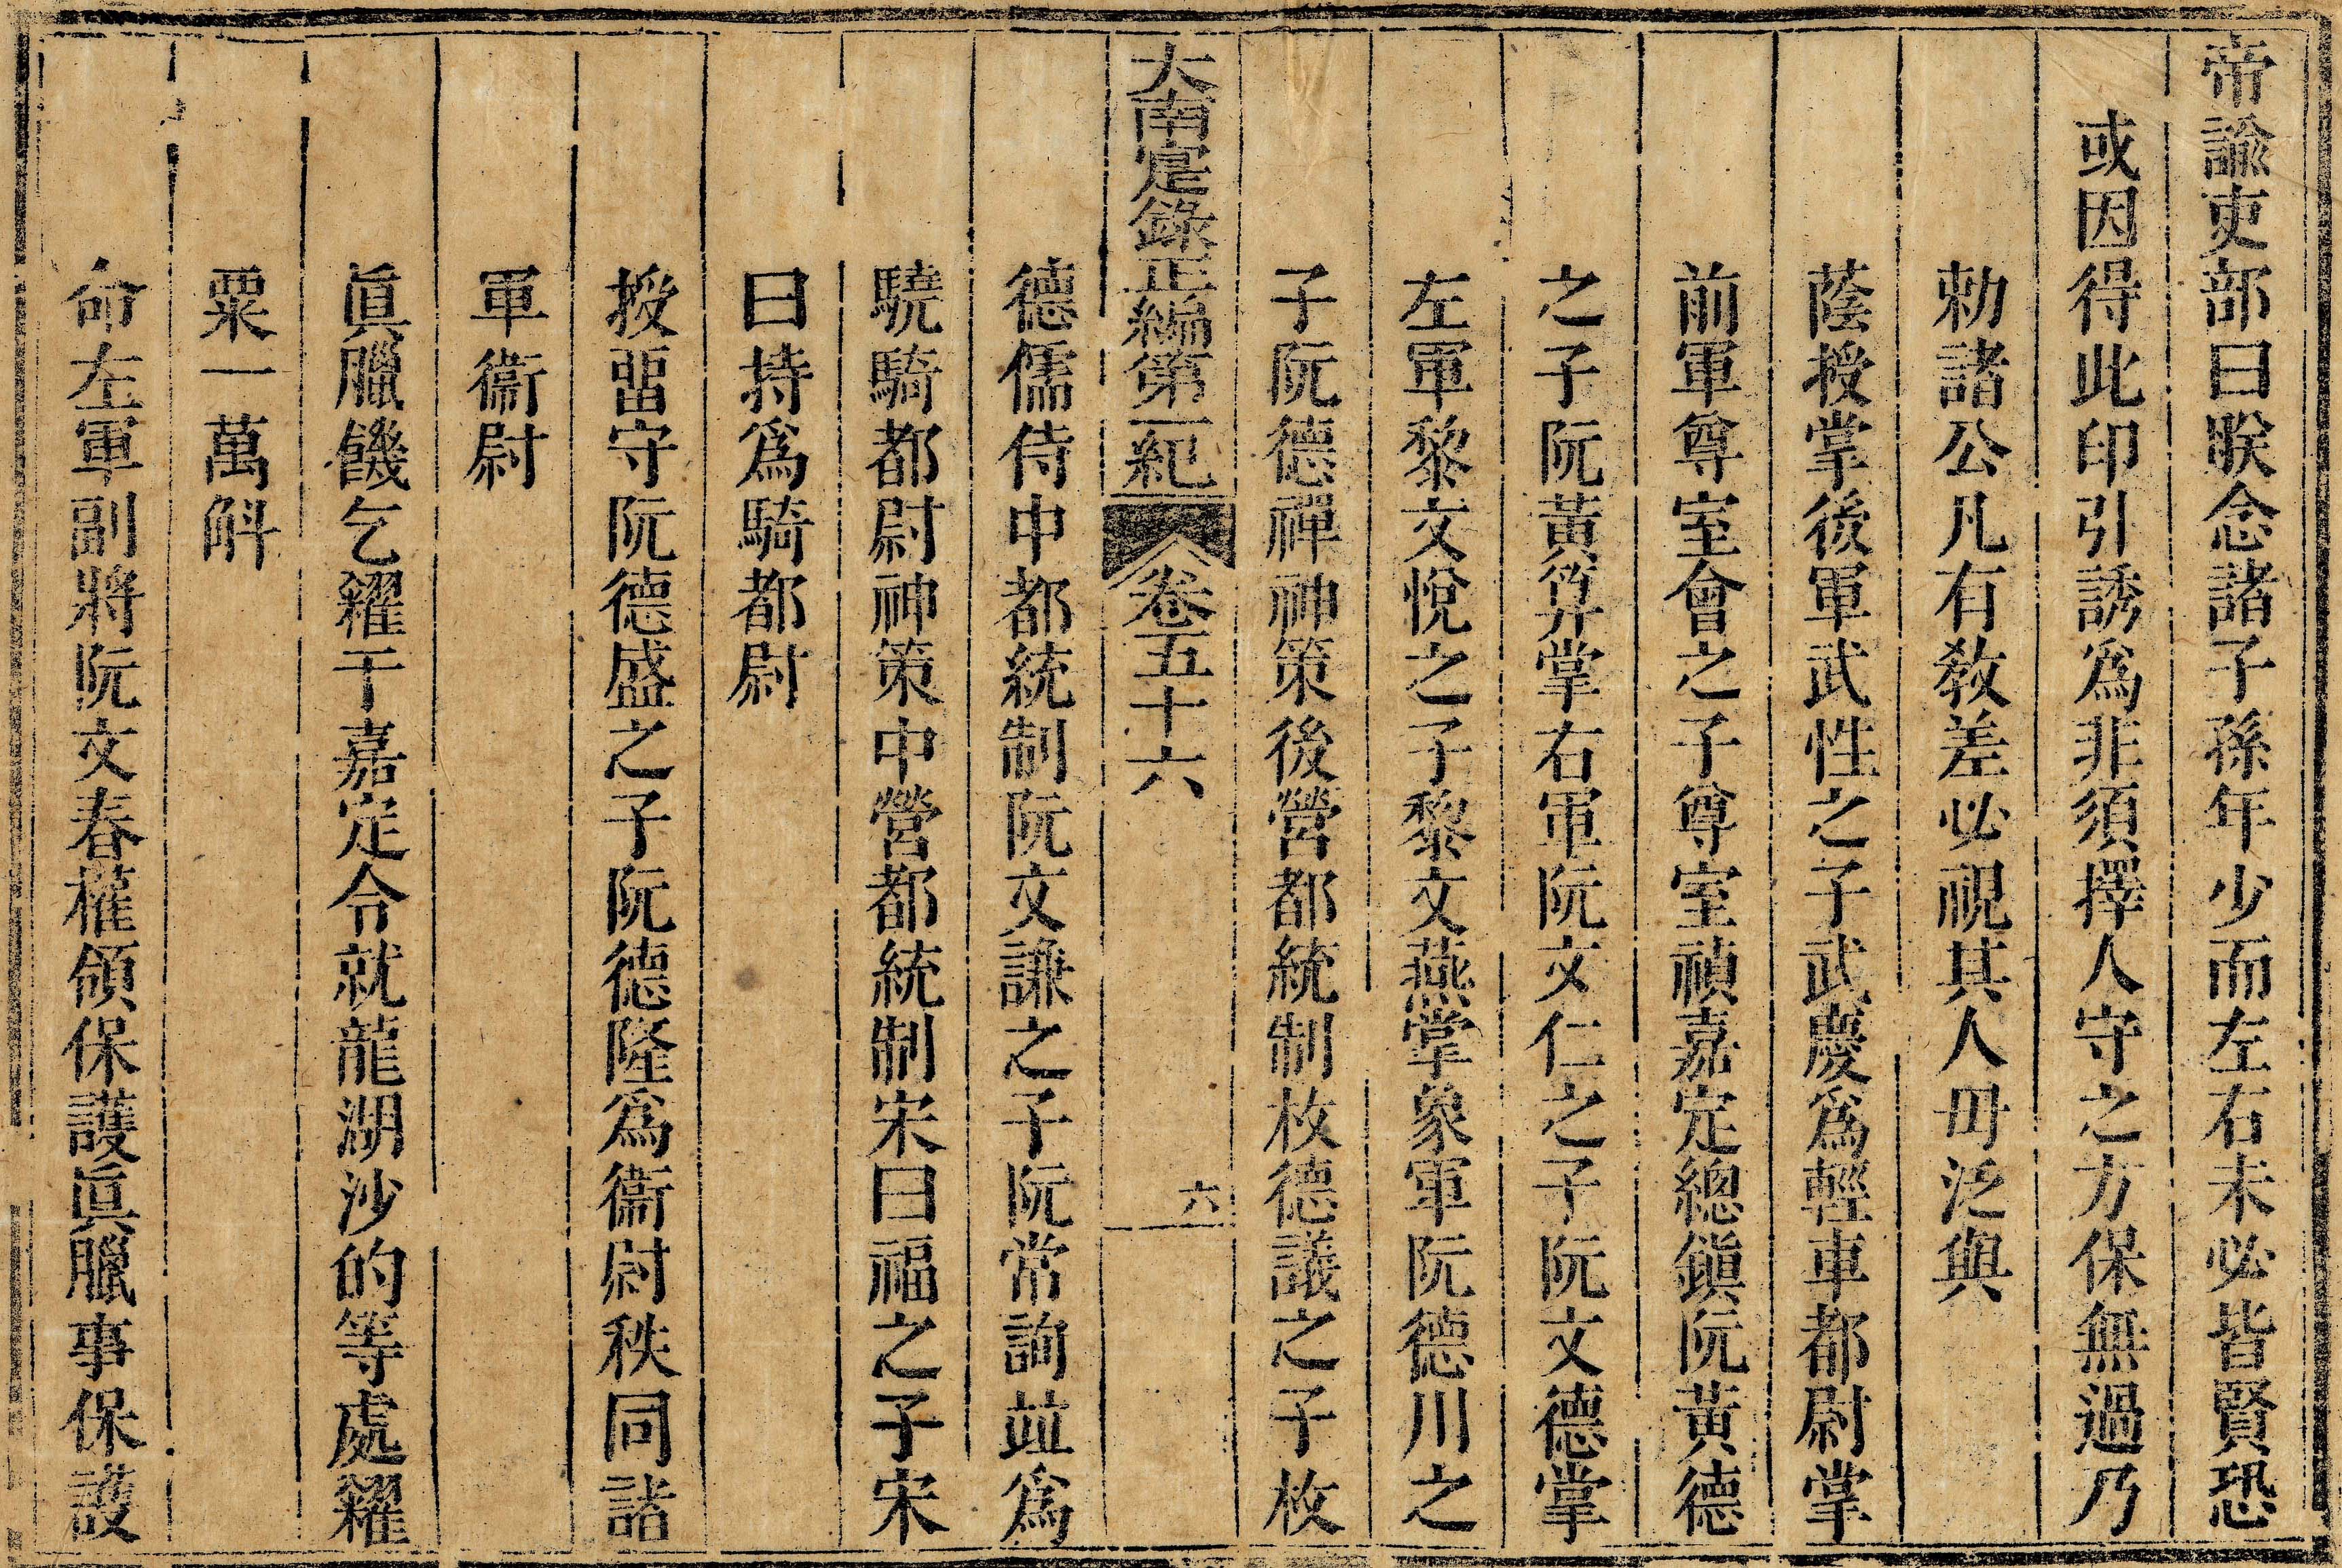 帝諭吏部曰朕念諸子孫年少而左右未必皆賢恐
或因得此印引誘爲非須擇人守之方保無過乃
勅諸公凡有敎差必視其人毋泛與
蔭授掌後軍武性之子武慶爲輕車都尉掌
前軍尊室會之子尊室禎嘉定總鎭阮黃德
之子阮黃筭掌右軍阮文仁之子阮文德掌
左軍黎文悅之子黎文燕掌象軍阮德川之
子阮德禪神策後營都統制枚德議之子枚
大南寔錄正編第一紀 卷五十六 六
德儒侍中都統制阮文謙之子阮常詢竝爲
驍騎都尉神策中營都統制宋曰福之子宋
曰持爲騎都尉
授畱守阮德盛之子阮德隆爲衞尉秩同諸
軍衞尉
眞臘饑乞糴于嘉定令就龍湖沙的等處糴
粟一萬斛
命左軍副將阮文春權領保護眞臘事保護